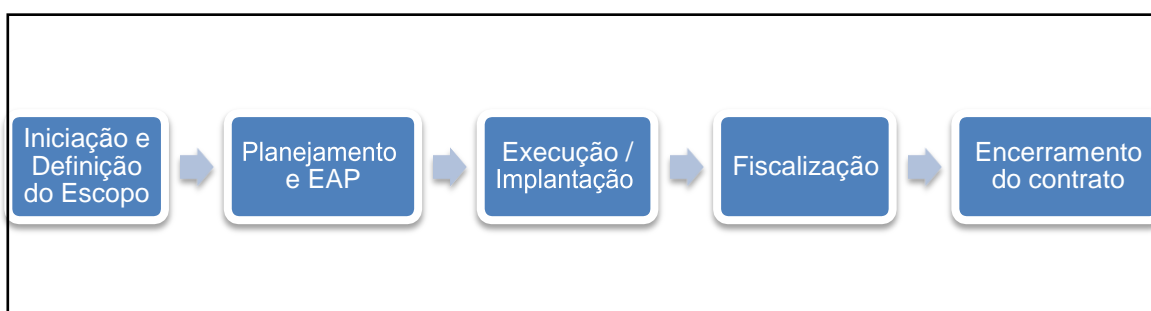 Iniciação e
Definição
do Escopo
Planejamento
e EAP
Execução /
Implantação
Fiscalização
Encerramento
do contrato